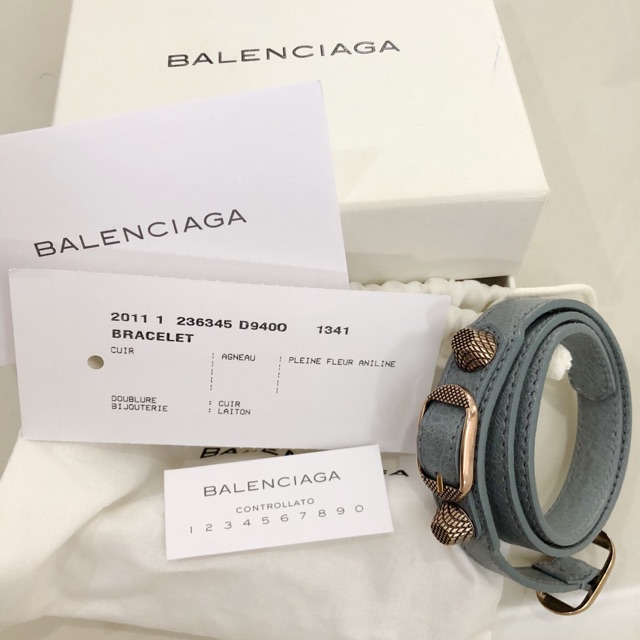 BALENCIAGA
BALENCIAGA
2011 1 236345 D940O 1341
BRACELET
CUIR : AGNEAU : PLEINE FLEUR ANILINE
DOUBLURE : CUIR
BIJOUTERIE : LAITON
BALENCIAGA
CONTROLLATO
1 2 3 4 5 6 7 8 9 0